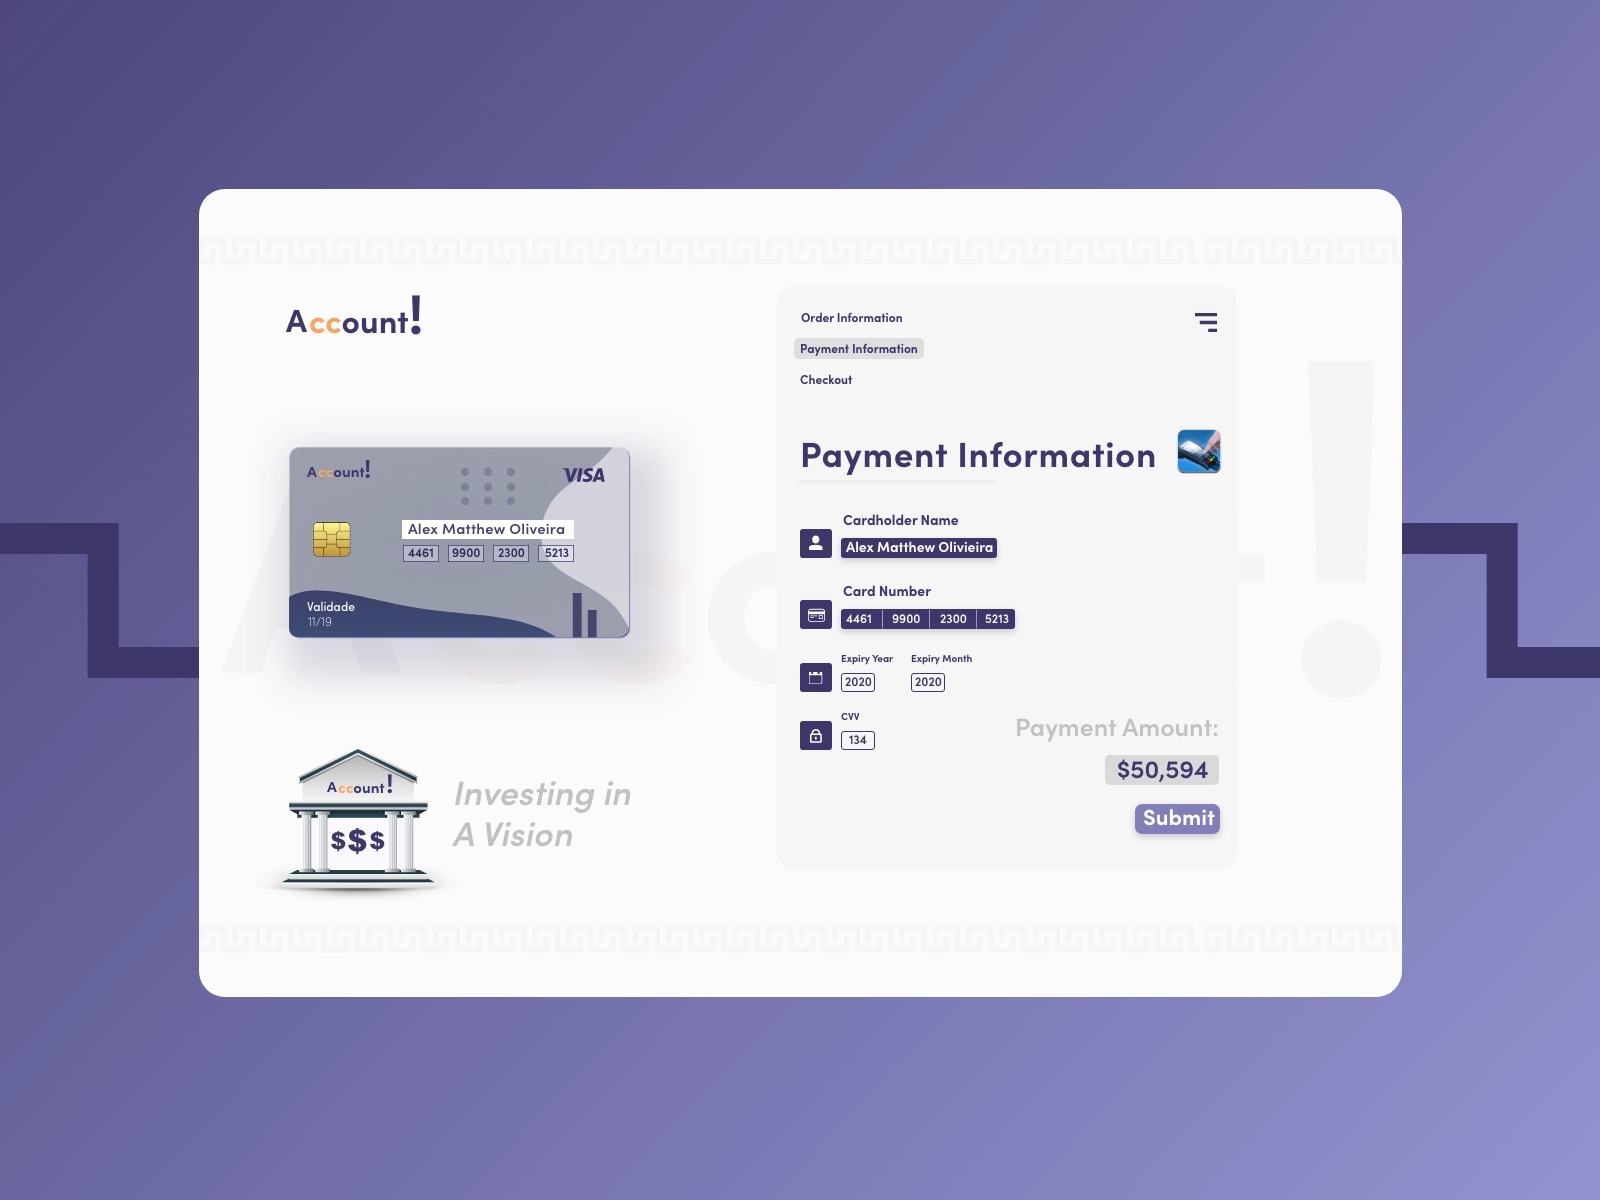 Account!
Account!
VISA
Alex Matthew Oliveira
4461 9900 2300 5213
Validade
11/19
Account!
$$$
Investing in
A Vision
Order Information
Payment Information
Checkout
Payment Information
Cardholder Name
Alex Matthew Olivieira
Card Number
4461 9900 2300 5213
Expiry Year Expiry Month
2020 2020
CVV
134
Payment Amount:
$50,594
Submit
Account!